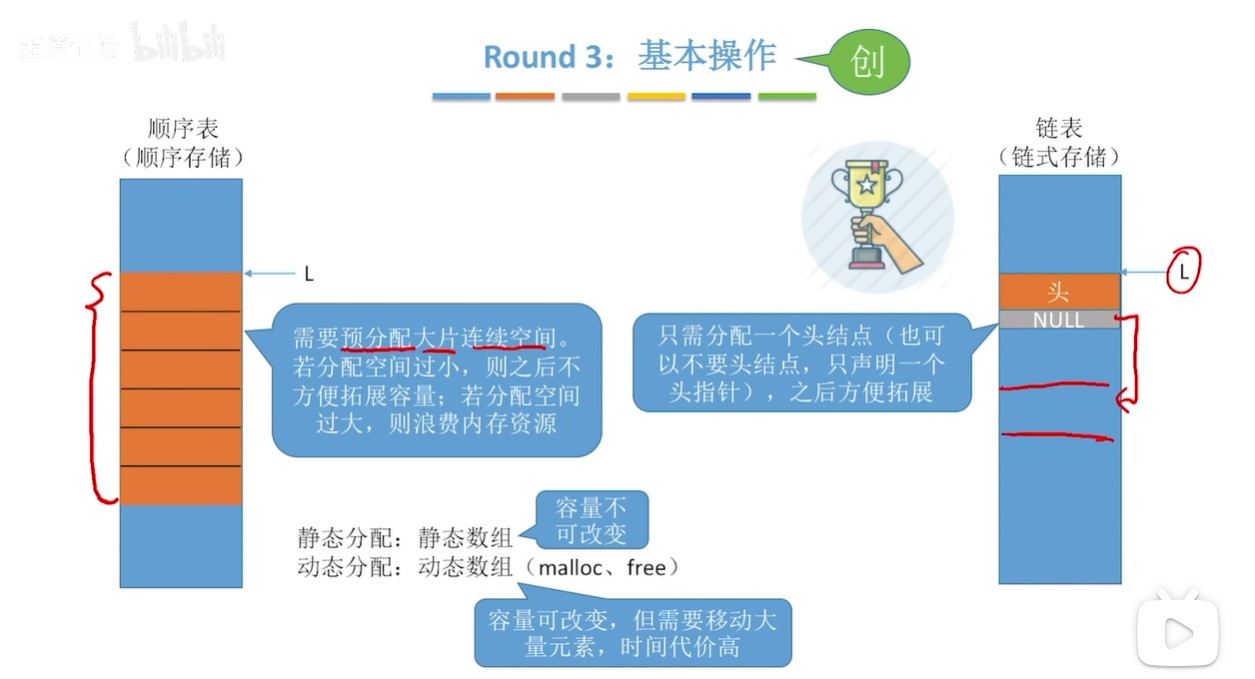 bilibili
Round 3：基本操作
创
顺序表
（顺序存储）
链表
（链式存储）
L
L
头
NULL
需要预分配大片连续空间。
若分配空间过小，则之后不
方便拓展容量；若分配空间
过大，则浪费内存资源
只需分配一个头结点（也可
以不要头结点，只声明一个
头指针），之后方便拓展
容量不
可改变
静态分配：静态数组
动态分配：动态数组（malloc、free）
容量可改变，但需要移动大
量元素，时间代价高